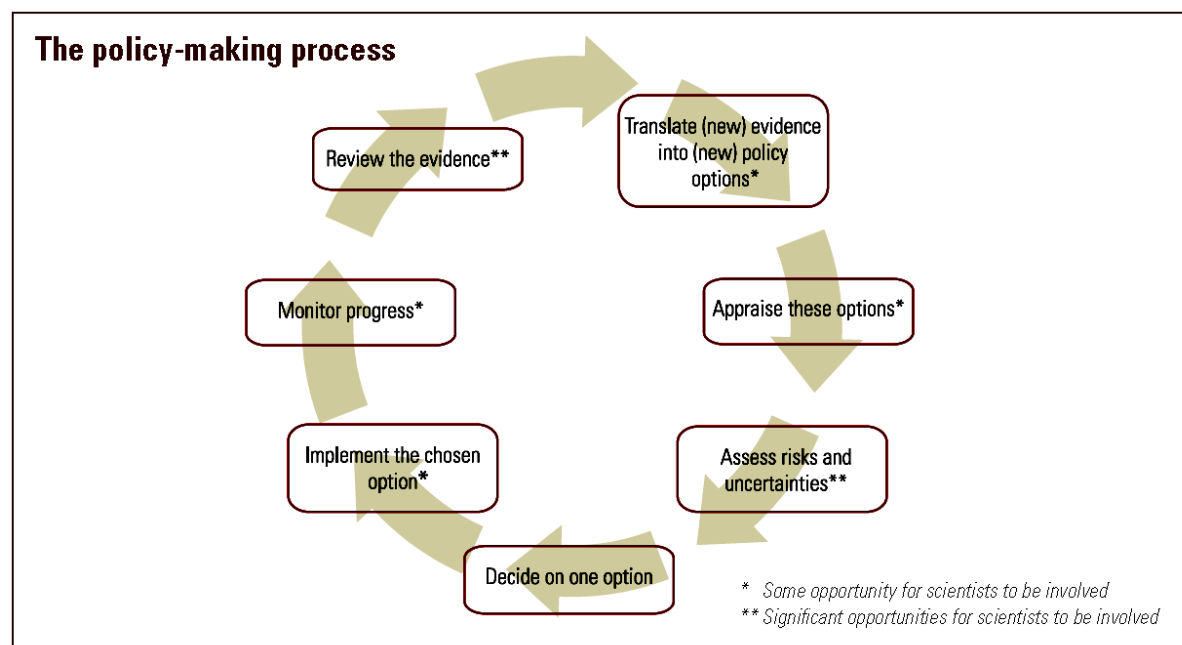 The policy-making process
Review the evidence**
Translate (new) evidence
into (new) policy
options*
Appraise these options*
Assess risks and
uncertainties**
Decide on one option
Implement the chosen
option*
Monitor progress*
* Some opportunity for scientists to be involved
** Significant opportunities for scientists to be involved